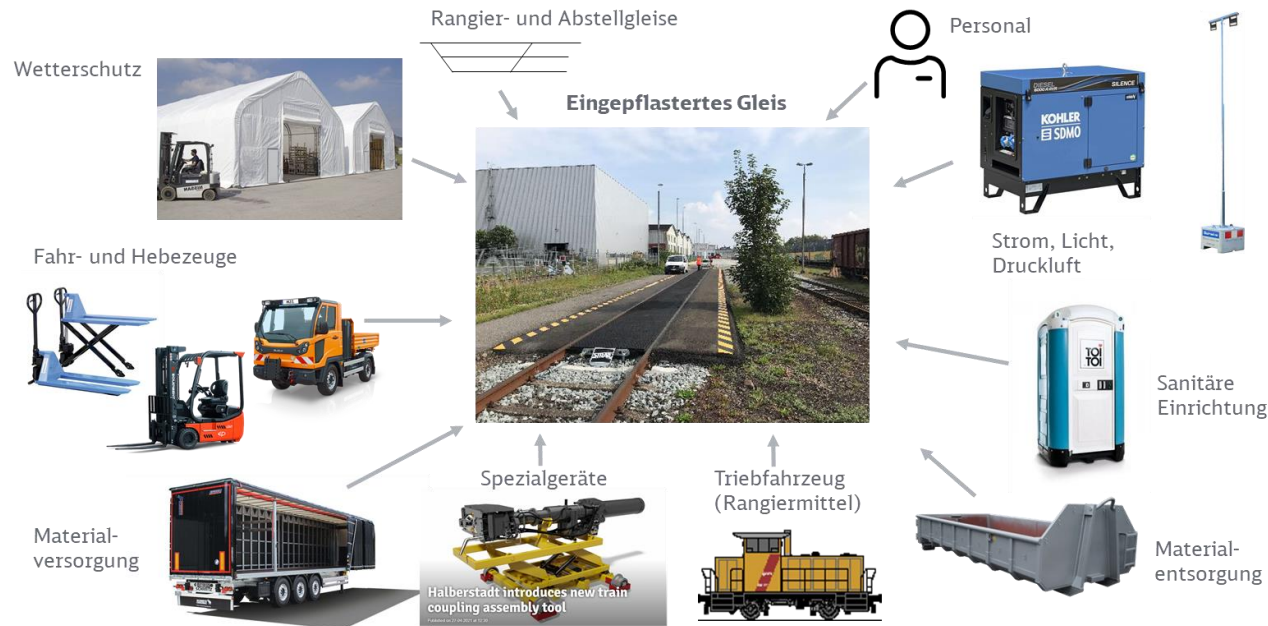 Rangier- und Abstellgleise
Personal
Wetterschutz
Eingepflastertes Gleis
DIESEL
SILENCE
KOHLER
SDMO
Strom, Licht,
Druckluft
Fahr- und Hebezeuge
TOI
TOI
Sanitäre
Einrichtung
Spezialgeräte
Triebfahrzeug
(Rangiermittel)
Material-
versorgung
Halberstadt introduces new train
coupling assembly tool
Material-
entsorgung